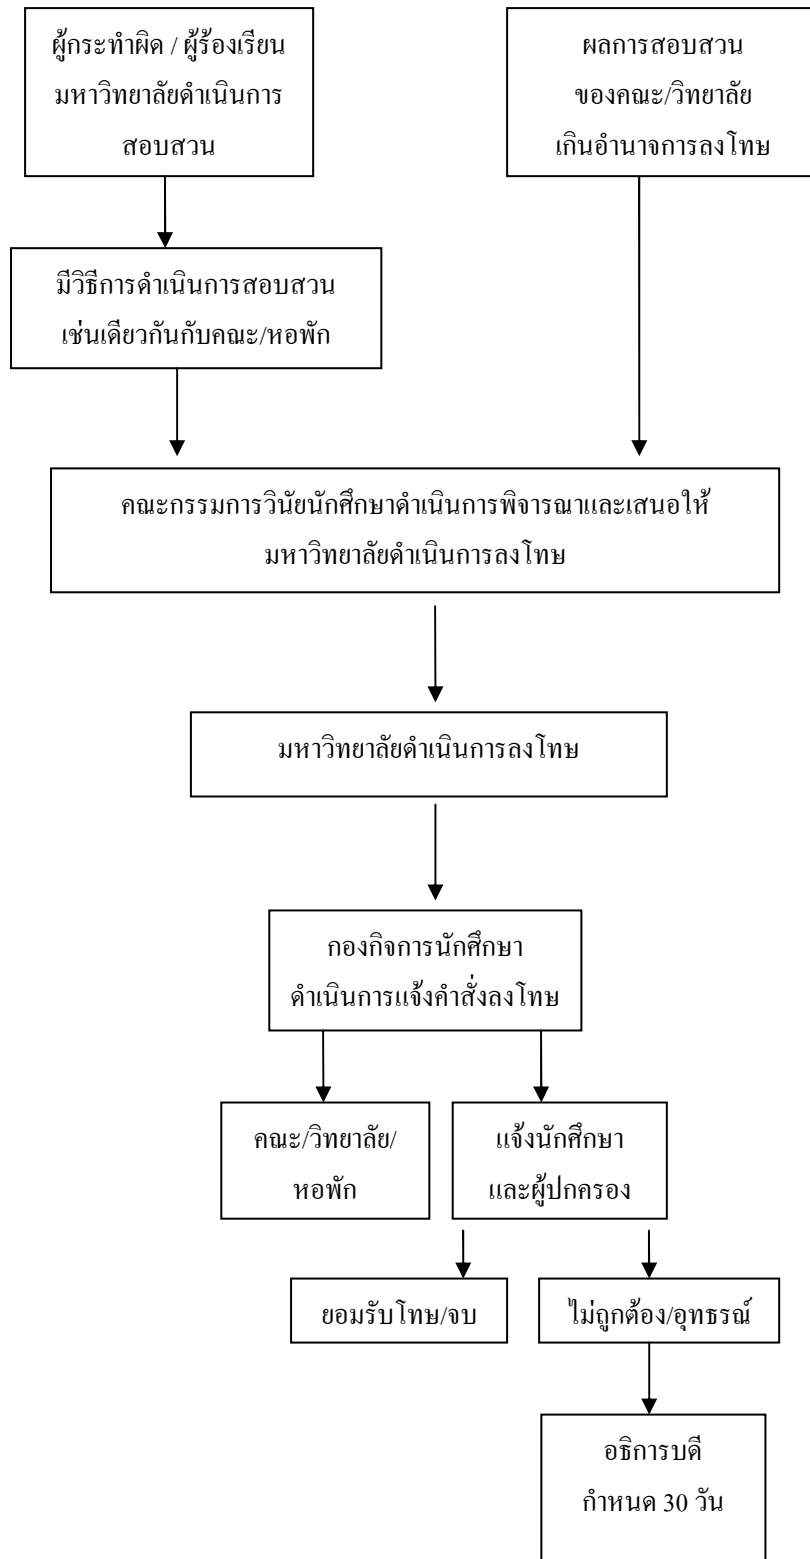 ผู้กระทำผิด / ผู้ร้องเรียน
มหาวิทยาลัยดำเนินการ
สอบสวน
ผลการสอบสวน
ของคณะ/วิทยาลัย
เกินอำนาจการลงโทษ
มีวิธีการดำเนินการสอบสวน
เช่นเดียวกันกับคณะ/หอพัก
คณะกรรมการวินัยนักศึกษาดำเนินการพิจารณาและเสนอให้
มหาวิทยาลัยดำเนินการลงโทษ
มหาวิทยาลัยดำเนินการลงโทษ
กองกิจการนักศึกษา
ดำเนินการแจ้งคำสั่งลงโทษ
คณะ/วิทยาลัย/
หอพัก
แจ้งนักศึกษา
และผู้ปกครอง
ยอมรับโทษ/จบ
ไม่ถูกต้อง/อุทธรณ์
อธิการบดี
กำหนด 30 วัน